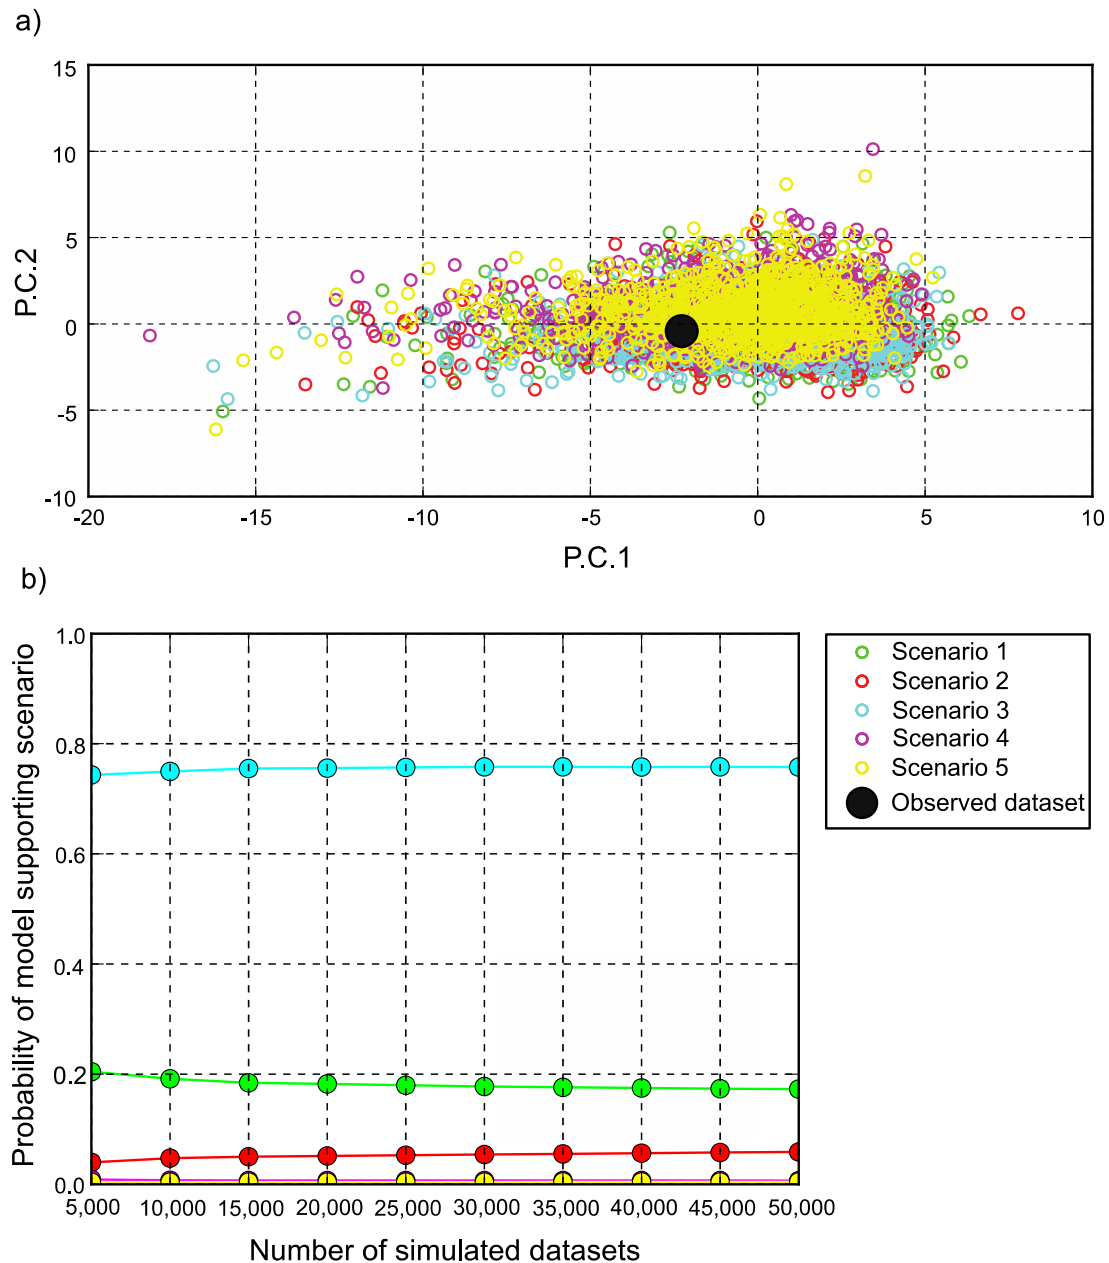 a)
15
10
5
0
-5
-10
P.C.2
-20
-15
-10
-5
0
5
10
P.C.1
b)
1.0
0.8
0.6
0.4
0.2
0.0
Probability of model supporting scenario
5,000
10,000
15,000
20,000
25,000
30,000
35,000
40,000
45,000
50,000
Number of simulated datasets
Scenario 1
Scenario 2
Scenario 3
Scenario 4
Scenario 5
Observed dataset